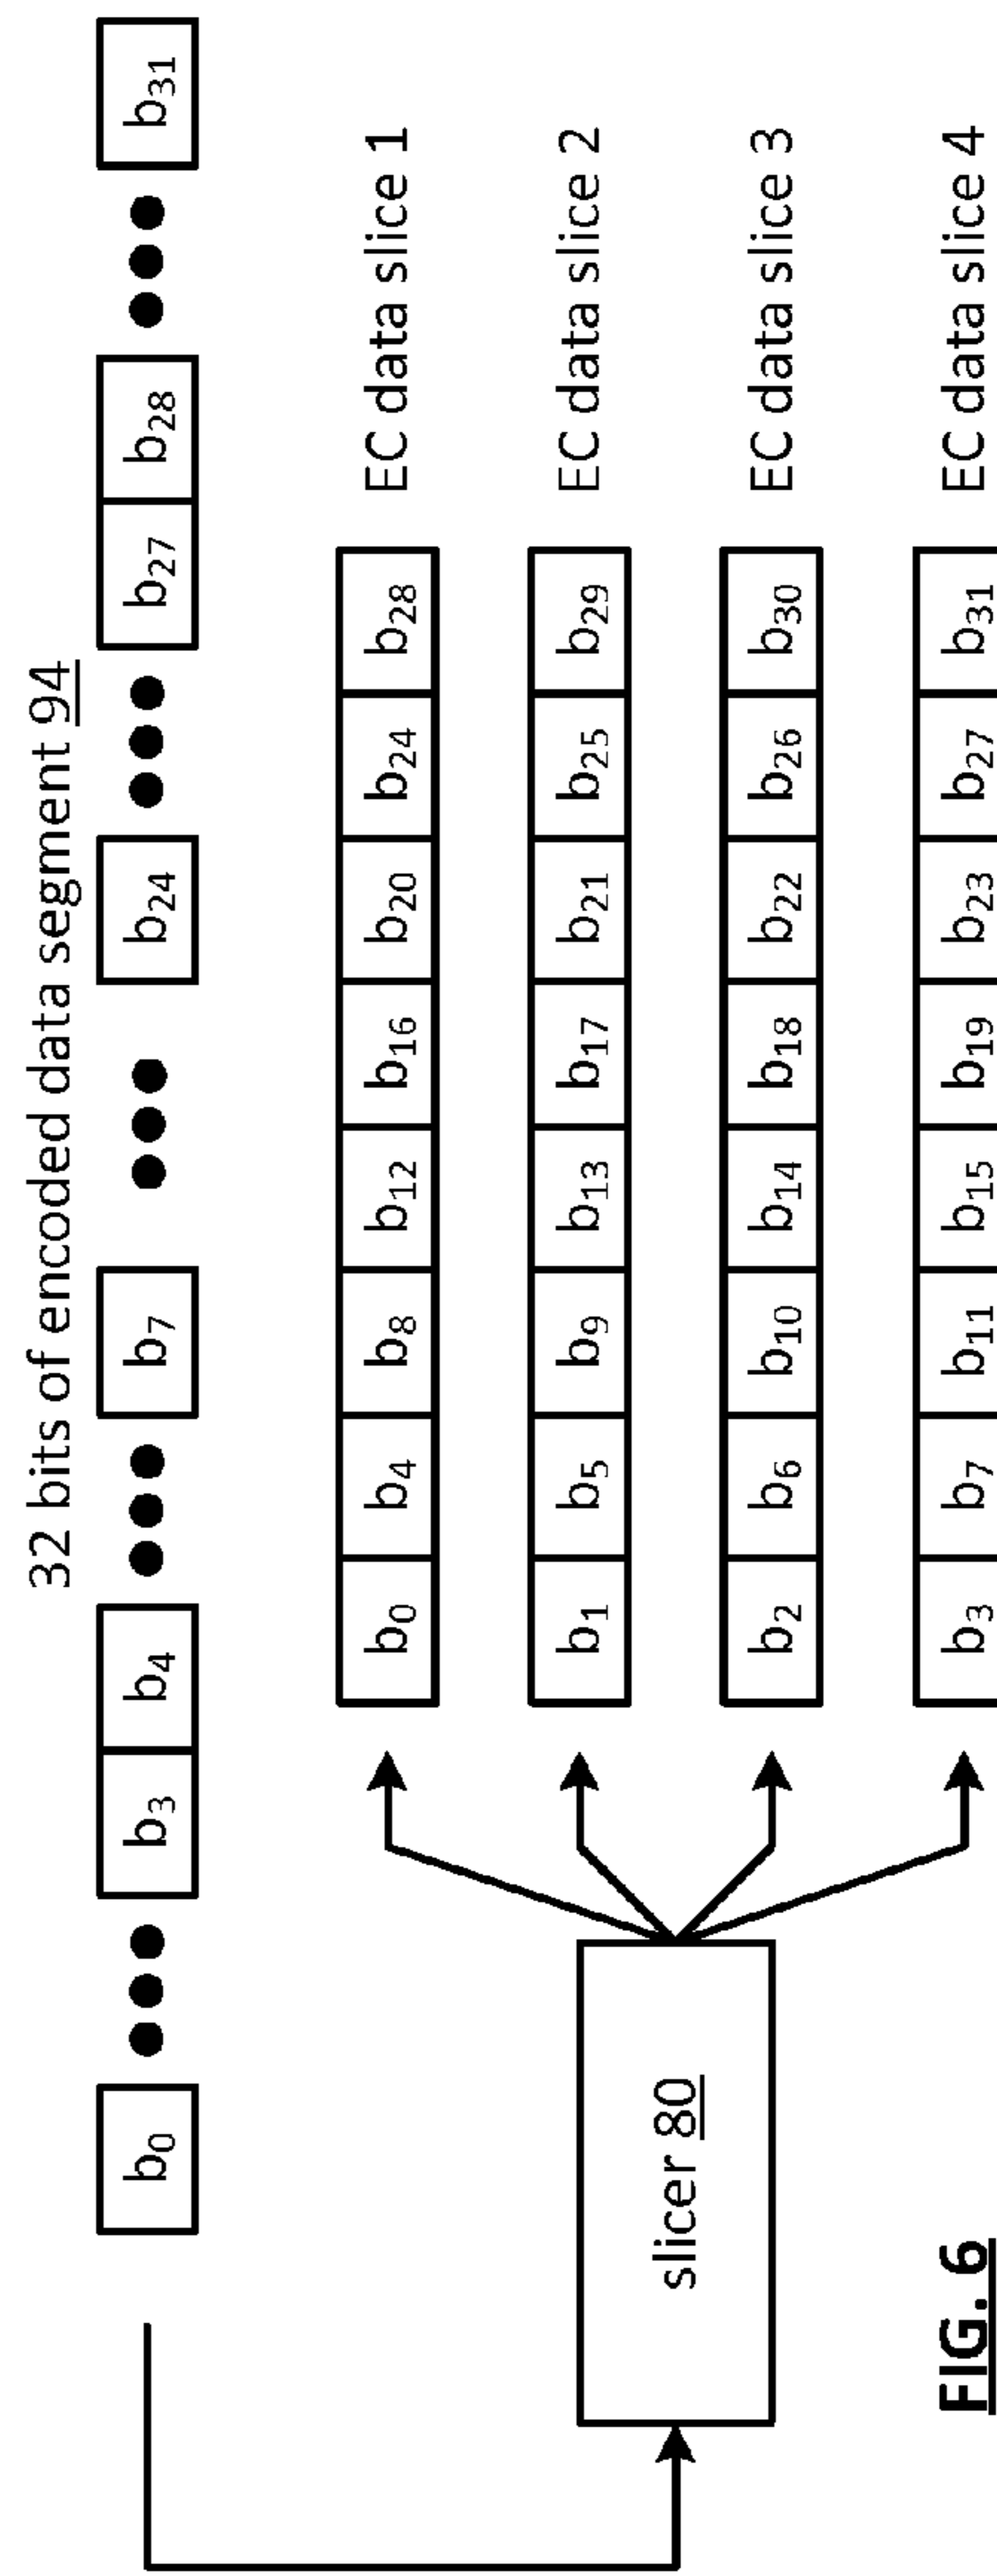 32 bits of encoded data segment 94
b0 ●●● b3 b4 ●●● b7 ●●● b24 ●●● b27 b28 ●●● b31
b0 b4 b8 b12 b16 b20 b24 b28 EC data slice 1
b1 b5 b9 b13 b17 b21 b25 b29 EC data slice 2
slicer 80
b2 b6 b10 b14 b18 b22 b26 b30 EC data slice 3
b3 b7 b11 b15 b19 b23 b27 b31 EC data slice 4
FIG. 6